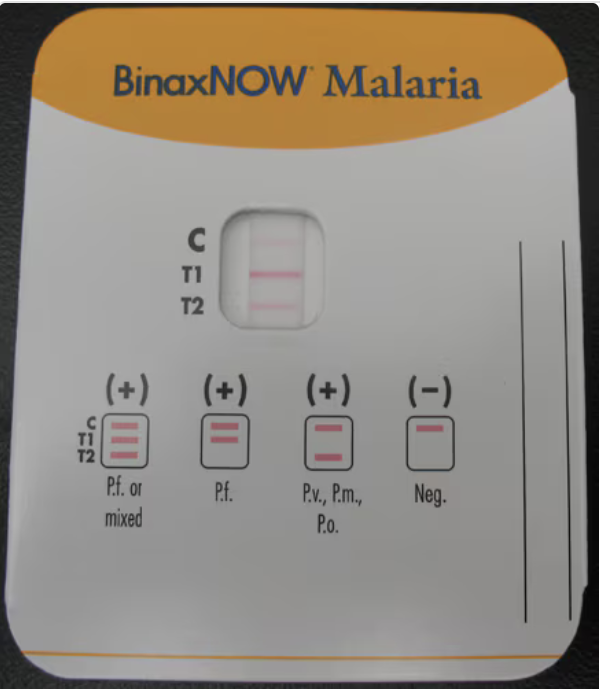 BinaxNOW Malaria
C
T1
T2
(+) (+) (+) (-)
C
T1
T2
P.f. or mixed
P.f.
P.v., P.m., P.o.
Neg.